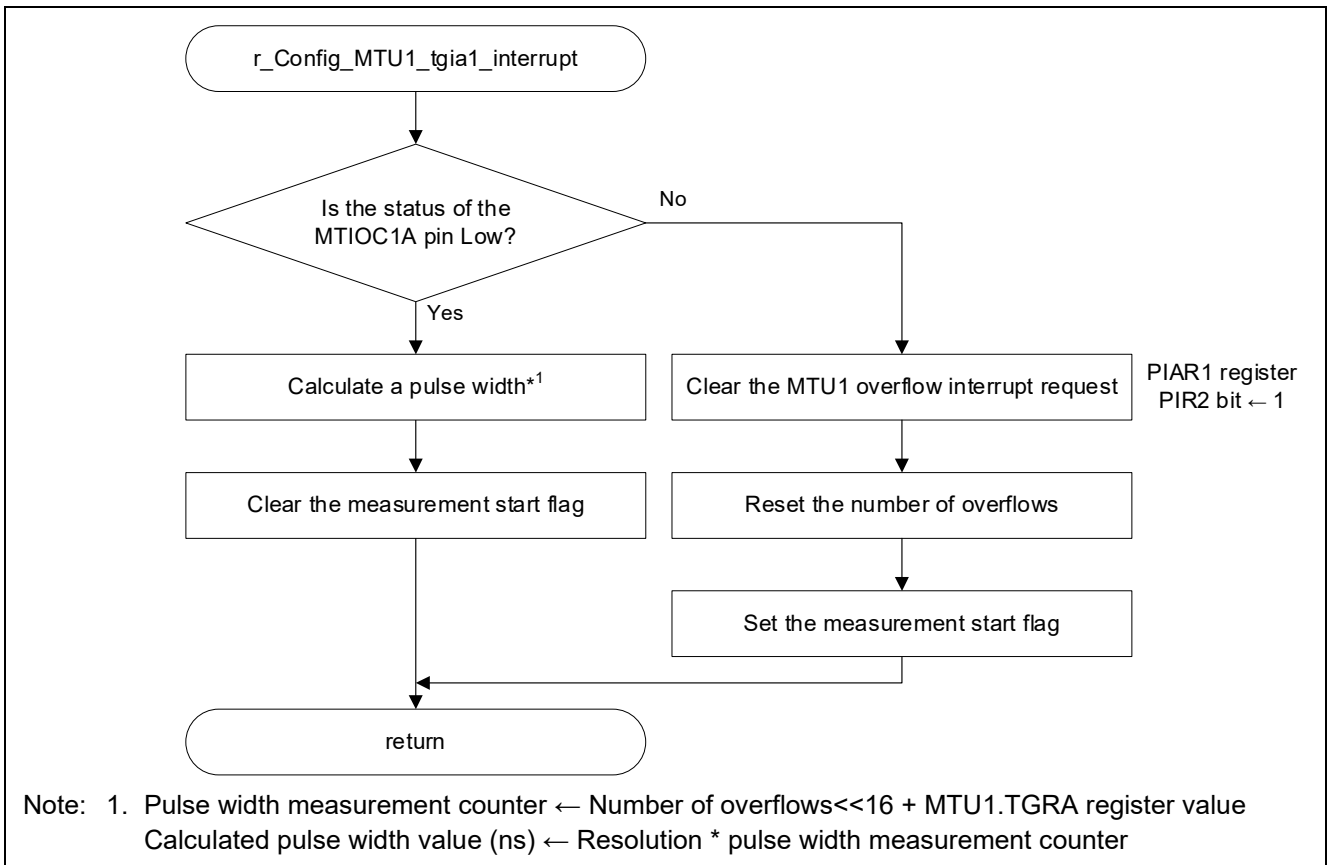 r_Config_MTU1_tgia1_interrupt
Is the status of the
MTIOC1A pin Low?
No
Yes
Calculate a pulse width*1
Clear the MTU1 overflow interrupt request
PIAR1 register
PIR2 bit ← 1
Clear the measurement start flag
Reset the number of overflows
Set the measurement start flag
return
Note: 1. Pulse width measurement counter ← Number of overflows<<16 + MTU1.TGRA register value
Calculated pulse width value (ns) ← Resolution * pulse width measurement counter